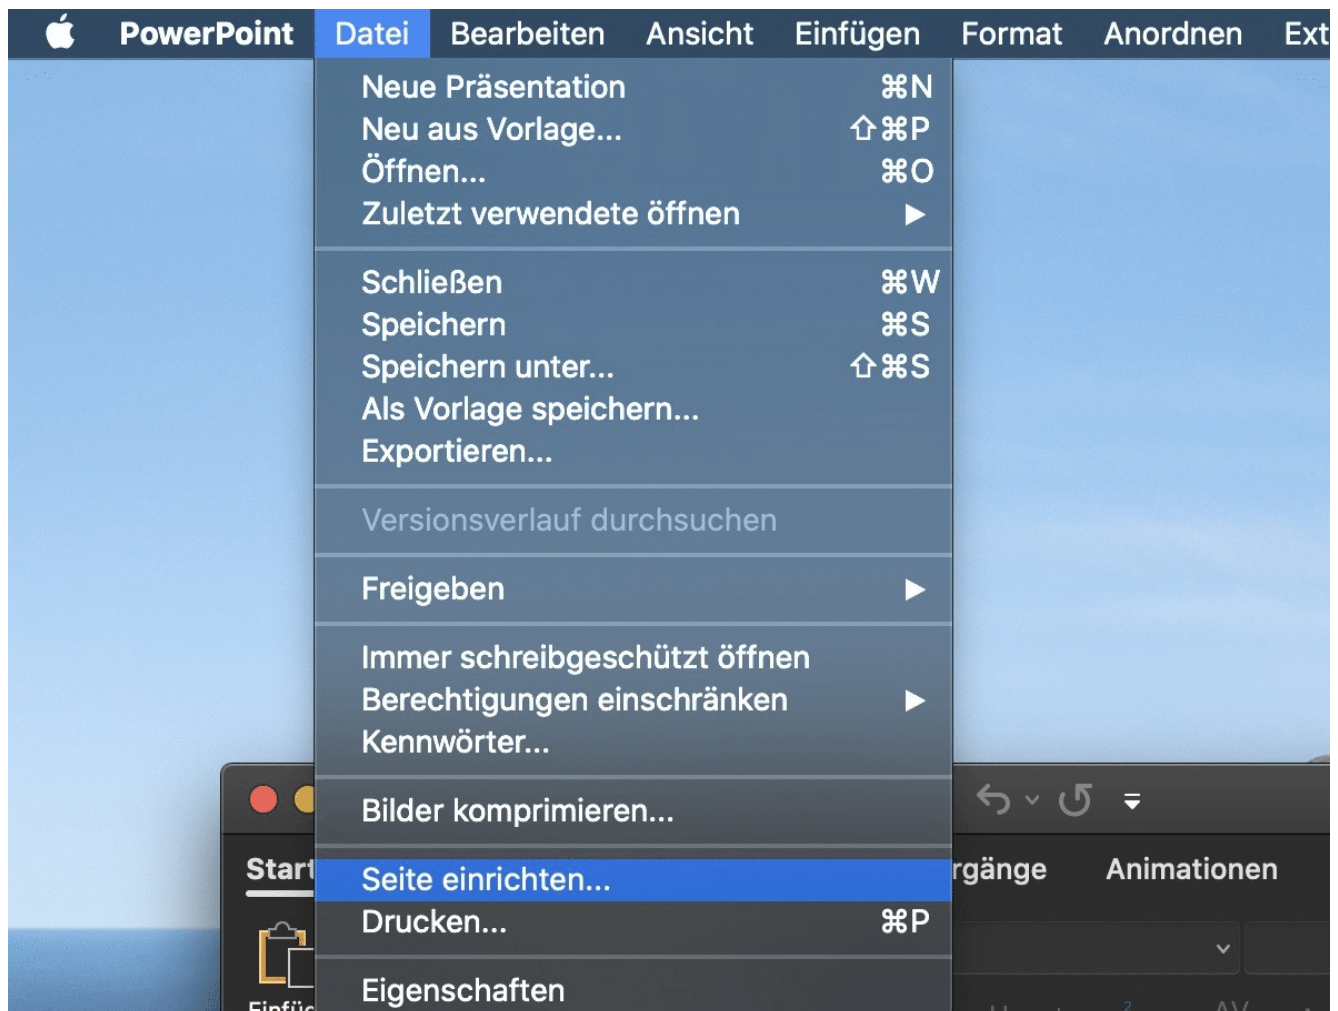 PowerPoint Datei Bearbeiten Ansicht Einfügen Format Anordnen
Neue Präsentation ⌘N
Neu aus Vorlage... ⇧⌘P
Öffnen... ⌘O
Zuletzt verwendete öffnen ▶
Schließen ⌘W
Speichern ⌘S
Speichern unter... ⇧⌘S
Als Vorlage speichern...
Exportieren...
Versionsverlauf durchsuchen
Freigeben ▶
Immer schreibgeschützt öffnen
Berechtigungen einschränken ▶
Kennwörter...
Bilder komprimieren...
Start rgänge Animationen
Seite einrichten...
Drucken... ⌘P
Eigenschaften